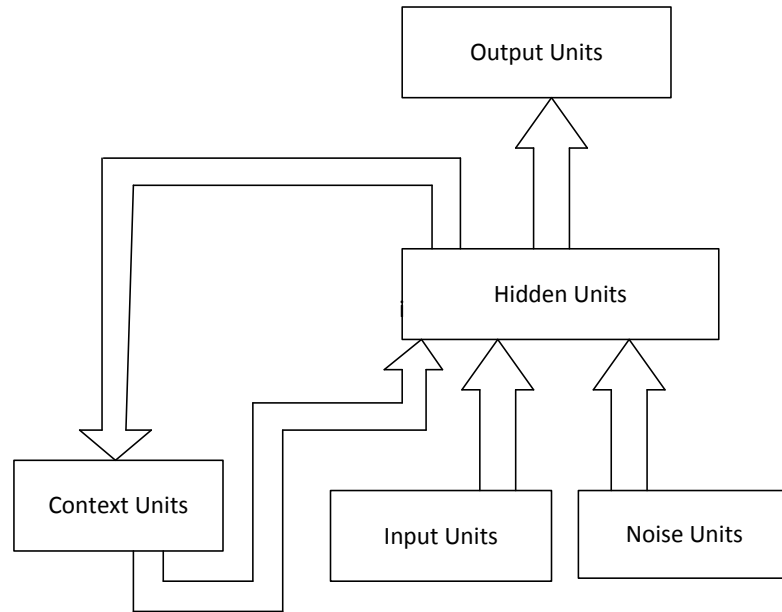 Output Units
Hidden Units
i
Context Units
Input Units
Noise Units